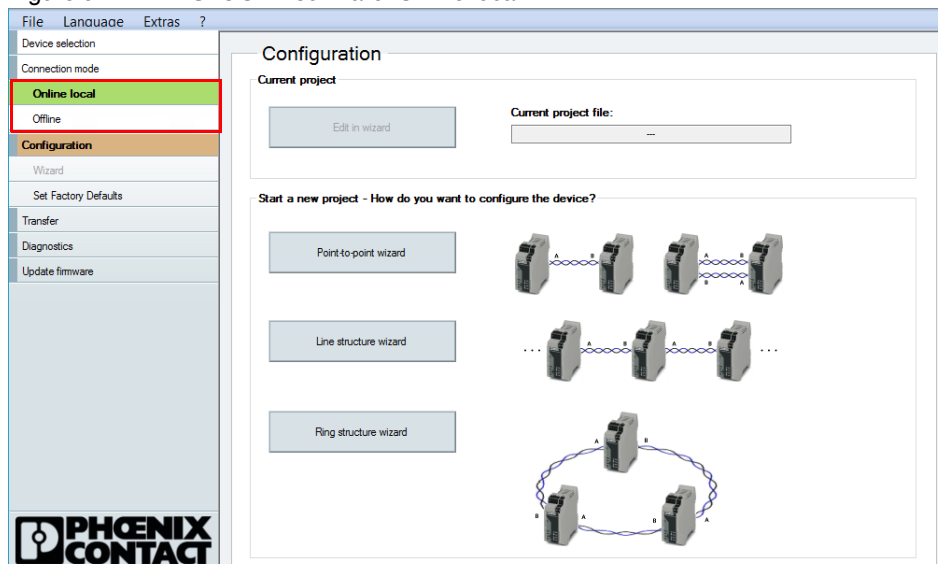 File Language Extras ?
Device selection
Connection mode
Online local
Offline
Configuration
Wizard
Set Factory Defaults
Transfer
Diagnostics
Update firmware
PHŒNIX
CONTACT
Configuration
Current project
Edit in wizard
Current project file:
---
Start a new project - How do you want to configure the device?
Point-to-point wizard
A B A B
B A
Line structure wizard
... A B A B ...
Ring structure wizard
A B
B A B A